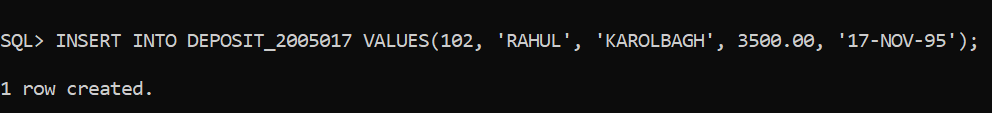 SQL> INSERT INTO DEPOSIT_2005017 VALUES(102, 'RAHUL', 'KAROLBAGH', 3500.00, '17-NOV-95');
1 row created.